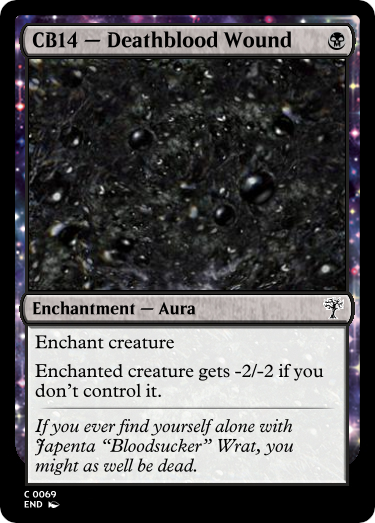 CB14 — Deathblood Wound
Enchantment — Aura
Enchant creature
Enchanted creature gets -2/-2 if you
don't control it.
If you ever find yourself alone with
Japenta “Bloodsucker” Wrat, you
might as well be dead.
C 0069
END